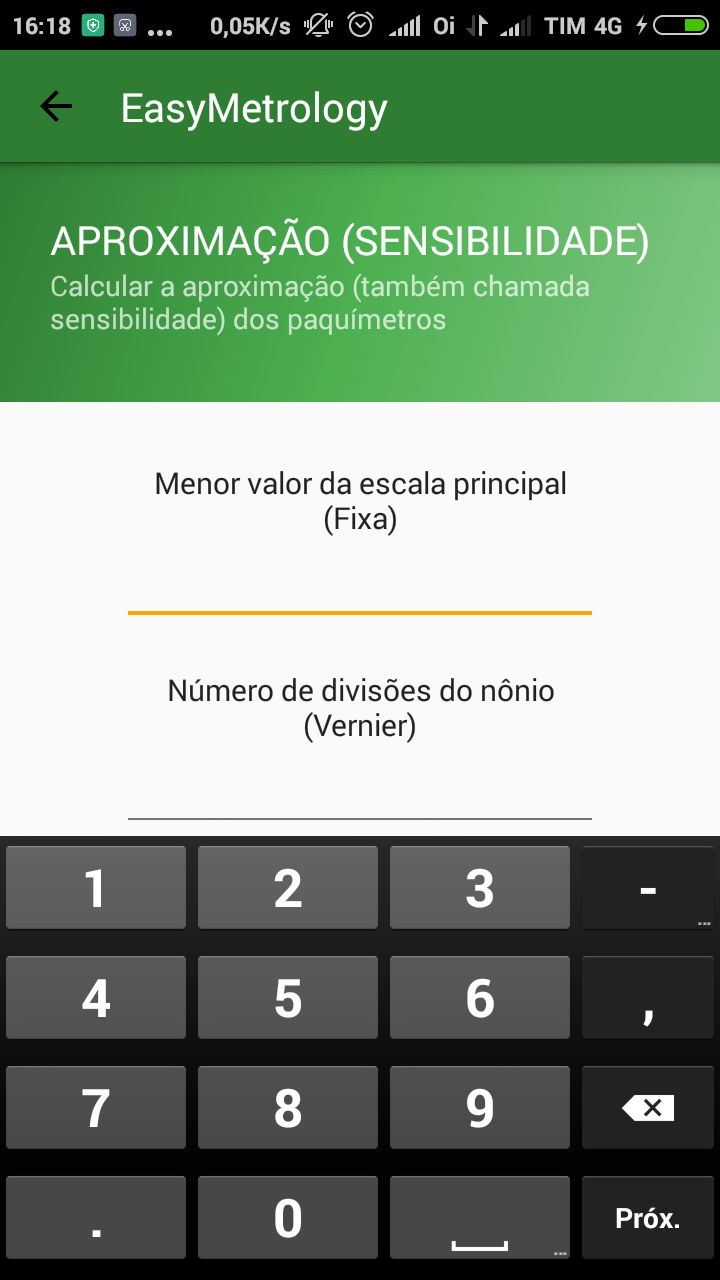 16:18 ... 0,05K/s Oi TIM 4G
EasyMetrology
APROXIMAÇÃO (SENSIBILIDADE)
Calcular a aproximação (também chamada
sensibilidade) dos paquímetros
Menor valor da escala principal
(Fixa)
Número de divisões do nônio
(Vernier)
1 2 3 -
4 5 6 ,
7 8 9
. 0 Próx.